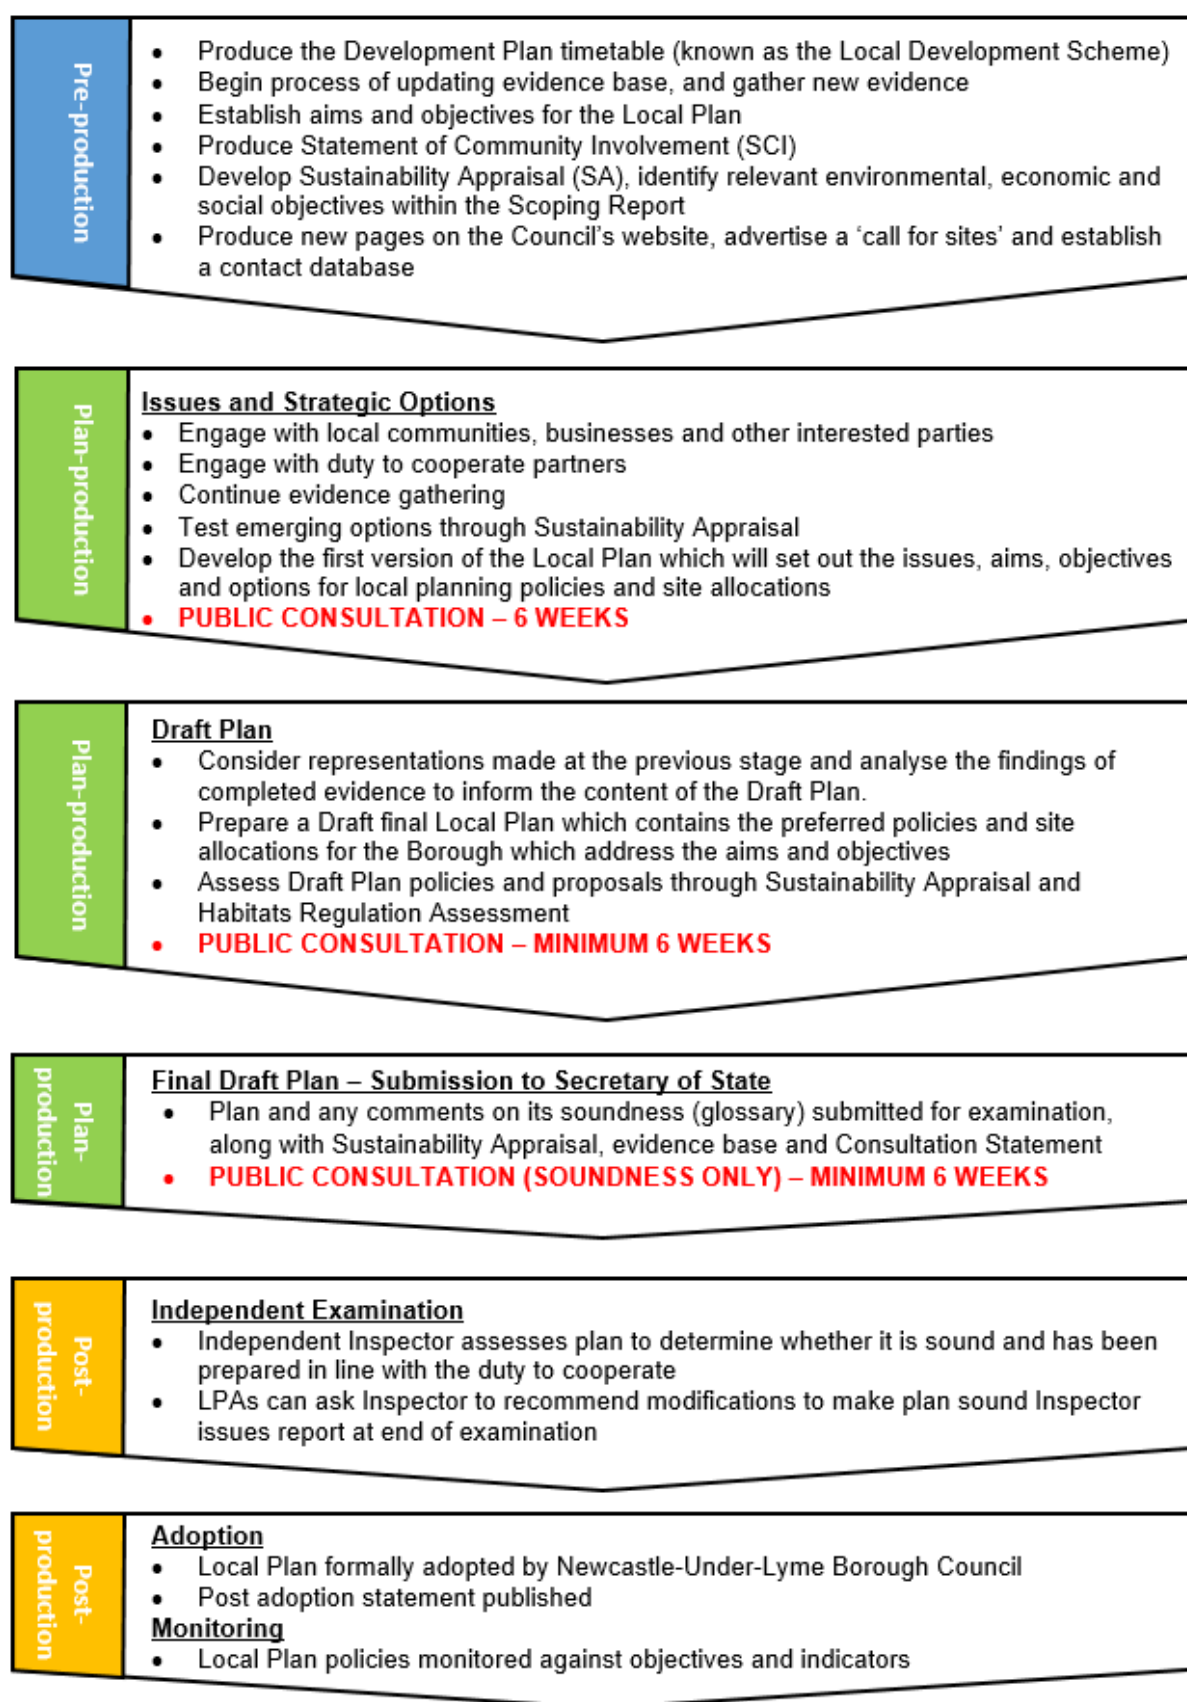 Pre-production
• Produce the Development Plan timetable (known as the Local Development Scheme)
• Begin process of updating evidence base, and gather new evidence
• Establish aims and objectives for the Local Plan
• Produce Statement of Community Involvement (SCI)
• Develop Sustainability Appraisal (SA), identify relevant environmental, economic and
social objectives within the Scoping Report
• Produce new pages on the Council's website, advertise a 'call for sites' and establish
a contact database
Plan-production
Issues and Strategic Options
• Engage with local communities, businesses and other interested parties
• Engage with duty to cooperate partners
• Continue evidence gathering
• Test emerging options through Sustainability Appraisal
• Develop the first version of the Local Plan which will set out the issues, aims, objectives
and options for local planning policies and site allocations
• PUBLIC CONSULTATION – 6 WEEKS
Plan-production
Draft Plan
• Consider representations made at the previous stage and analyse the findings of
completed evidence to inform the content of the Draft Plan.
• Prepare a Draft final Local Plan which contains the preferred policies and site
allocations for the Borough which address the aims and objectives
• Assess Draft Plan policies and proposals through Sustainability Appraisal and
Habitats Regulation Assessment
• PUBLIC CONSULTATION – MINIMUM 6 WEEKS
Plan-
production
Final Draft Plan – Submission to Secretary of State
• Plan and any comments on its soundness (glossary) submitted for examination,
along with Sustainability Appraisal, evidence base and Consultation Statement
• PUBLIC CONSULTATION (SOUNDNESS ONLY) – MINIMUM 6 WEEKS
Post-
production
Independent Examination
• Independent Inspector assesses plan to determine whether it is sound and has been
prepared in line with the duty to cooperate
• LPAs can ask Inspector to recommend modifications to make plan sound Inspector
issues report at end of examination
Post-
production
Adoption
• Local Plan formally adopted by Newcastle-Under-Lyme Borough Council
• Post adoption statement published
Monitoring
• Local Plan policies monitored against objectives and indicators